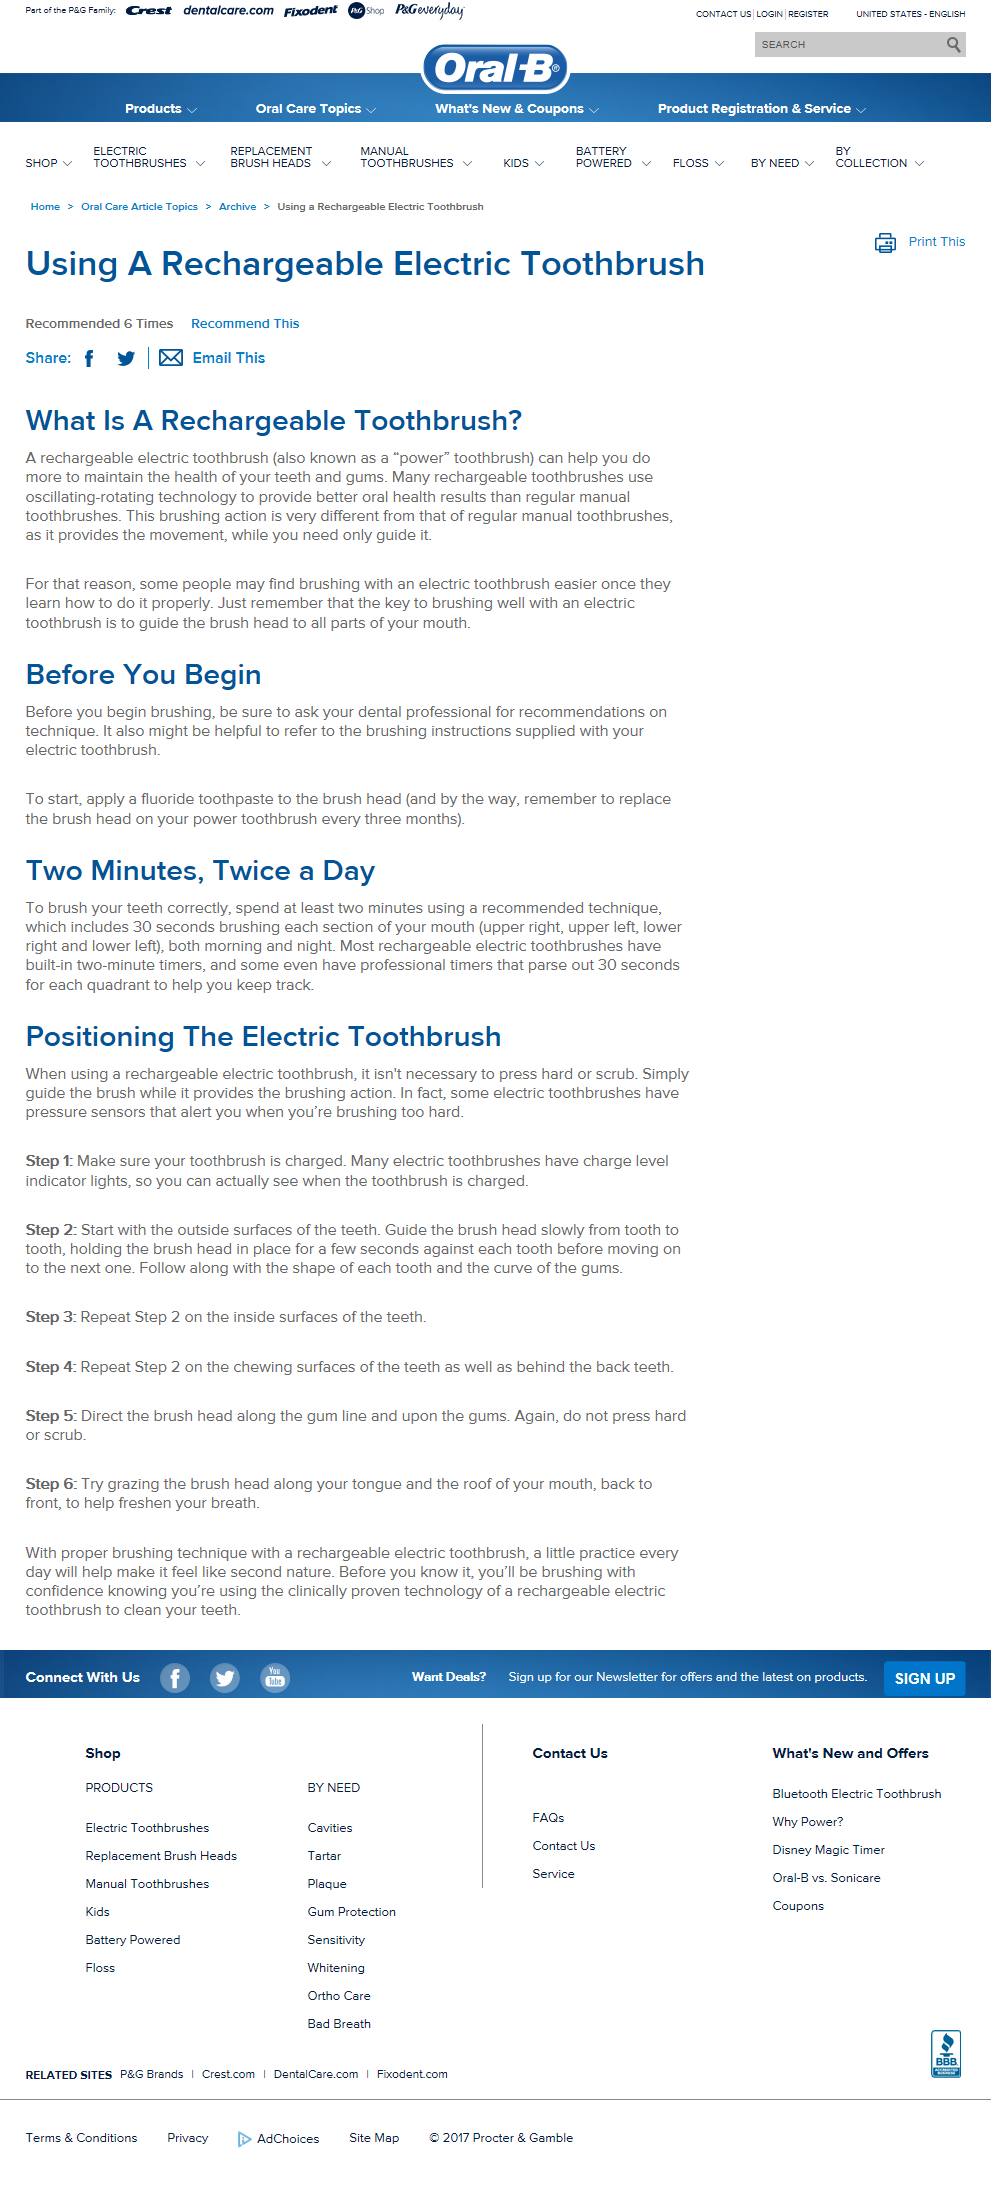 Part of the P&G Family: Crest dentalcare.com Fixodent P&G Shop P&G everyday
CONTACT US | LOGIN | REGISTER UNITED STATES - ENGLISH
SEARCH
Oral-B®
Products Oral Care Topics What's New & Coupons Product Registration & Service
SHOP ELECTRIC TOOTHBRUSHES REPLACEMENT BRUSH HEADS MANUAL TOOTHBRUSHES KIDS BATTERY POWERED FLOSS BY NEED BY COLLECTION
Home > Oral Care Article Topics > Archive > Using a Rechargeable Electric Toothbrush
Print This
Using A Rechargeable Electric Toothbrush
Recommended 6 Times Recommend This
Share: Email This
What Is A Rechargeable Toothbrush?
A rechargeable electric toothbrush (also known as a “power” toothbrush) can help you do
more to maintain the health of your teeth and gums. Many rechargeable toothbrushes use
oscillating-rotating technology to provide better oral health results than regular manual
toothbrushes. This brushing action is very different from that of regular manual toothbrushes,
as it provides the movement, while you need only guide it.
For that reason, some people may find brushing with an electric toothbrush easier once they
learn how to do it properly. Just remember that the key to brushing well with an electric
toothbrush is to guide the brush head to all parts of your mouth.
Before You Begin
Before you begin brushing, be sure to ask your dental professional for recommendations on
technique. It also might be helpful to refer to the brushing instructions supplied with your
electric toothbrush.
To start, apply a fluoride toothpaste to the brush head (and by the way, remember to replace
the brush head on your power toothbrush every three months).
Two Minutes, Twice a Day
To brush your teeth correctly, spend at least two minutes using a recommended technique,
which includes 30 seconds brushing each section of your mouth (upper right, upper left, lower
right and lower left), both morning and night. Most rechargeable electric toothbrushes have
built-in two-minute timers, and some even have professional timers that parse out 30 seconds
for each quadrant to help you keep track.
Positioning The Electric Toothbrush
When using a rechargeable electric toothbrush, it isn't necessary to press hard or scrub. Simply
guide the brush while it provides the brushing action. In fact, some electric toothbrushes have
pressure sensors that alert you when you’re brushing too hard.
Step 1: Make sure your toothbrush is charged. Many electric toothbrushes have charge level
indicator lights, so you can actually see when the toothbrush is charged.
Step 2: Start with the outside surfaces of the teeth. Guide the brush head slowly from tooth to
tooth, holding the brush head in place for a few seconds against each tooth before moving on
to the next one. Follow along with the shape of each tooth and the curve of the gums.
Step 3: Repeat Step 2 on the inside surfaces of the teeth.
Step 4: Repeat Step 2 on the chewing surfaces of the teeth as well as behind the back teeth.
Step 5: Direct the brush head along the gum line and upon the gums. Again, do not press hard
or scrub.
Step 6: Try grazing the brush head along your tongue and the roof of your mouth, back to
front, to help freshen your breath.
With proper brushing technique with a rechargeable electric toothbrush, a little practice every
day will help make it feel like second nature. Before you know it, you’ll be brushing with
confidence knowing you’re using the clinically proven technology of a rechargeable electric
toothbrush to clean your teeth.
Connect With Us You Tube Want Deals? Sign up for our Newsletter for offers and the latest on products. SIGN UP
Shop
PRODUCTS
Electric Toothbrushes
Replacement Brush Heads
Manual Toothbrushes
Kids
Battery Powered
Floss
BY NEED
Cavities
Tartar
Plaque
Gum Protection
Sensitivity
Whitening
Ortho Care
Bad Breath
Contact Us
FAQs
Contact Us
Service
What's New and Offers
Bluetooth Electric Toothbrush
Why Power?
Disney Magic Timer
Oral-B vs. Sonicare
Coupons
BBB
RELATED SITES P&G Brands | Crest.com | DentalCare.com | Fixodent.com
Terms & Conditions Privacy AdChoices Site Map © 2017 Procter & Gamble